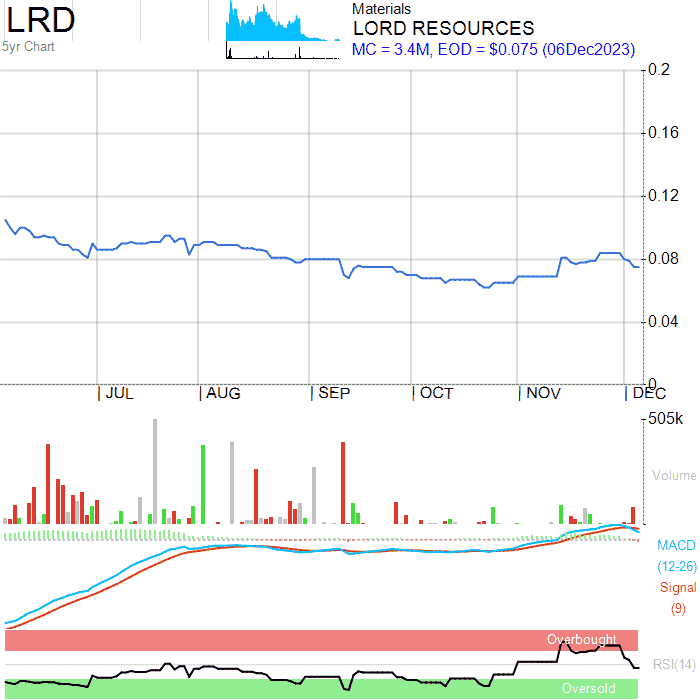 LRD
5yr Chart
Materials
LORD RESOURCES
MC = 3.4M, EOD = $0.075 (06Dec2023)
0.2
0.16
0.12
0.08
0.04
0
JUL
AUG
SEP
OCT
NOV
DEC
505k
Volume
MACD
(12-26)
Signal
(9)
Overbought
RSI(14)
Oversold